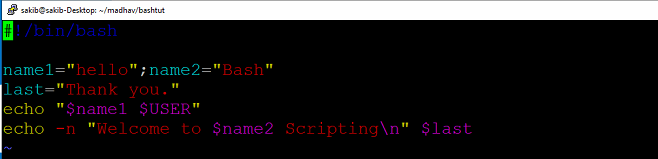 sakib@sakib-Desktop: ~/madhav/bashtut
#!/bin/bash
name1="hello";name2="Bash"
last="Thank you."
echo "$name1 $USER"
echo -n "Welcome to $name2 Scripting\n" $last
~